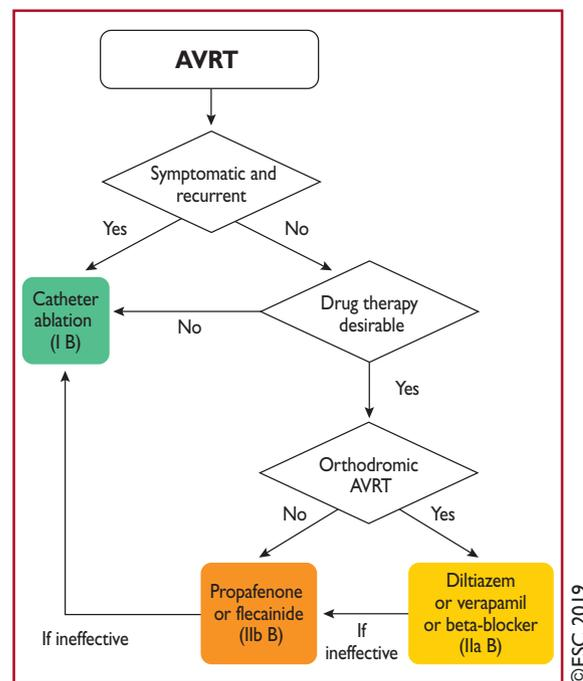 AVRT
Symptomatic and
recurrent
Yes
No
Catheter
ablation
(I B)
Drug therapy
desirable
No
Yes
Orthodromic
AVRT
No
Yes
Propafenone
or flecainide
(IIb B)
Diltiazem
or verapamil
or beta-blocker
(IIa B)
If ineffective
If
ineffective
©ESC 2019